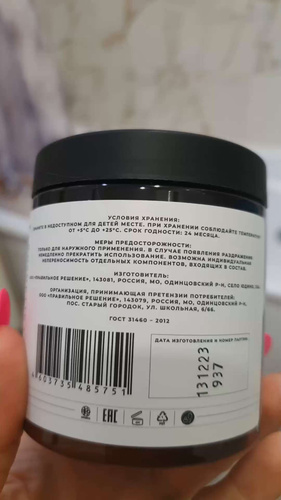 УСЛОВИЯ ХРАНЕНИЯ:
ХРАНИТЬ В НЕДОСТУПНОМ ДЛЯ ДЕТЕЙ МЕСТЕ. ПРИ ХРАНЕНИИ СОБЛЮДАЙТЕ
ОТ +5°C ДО +25°C. СРОК ГОДНОСТИ: 24 МЕСЯЦА.
МЕРЫ ПРЕДОСТОРОЖНОСТИ:
ТОЛЬКО ДЛЯ НАРУЖНОГО ПРИМЕНЕНИЯ. В СЛУЧАЕ ПОЯВЛЕНИЯ РАЗДРАЖЕНИЯ
НЕМЕДЛЕННО ПРЕКРАТИТЬ ИСПОЛЬЗОВАНИЕ. ВОЗМОЖНА ИНДИВИДУАЛЬНАЯ
НЕПЕРЕНОСИМОСТЬ ОТДЕЛЬНЫХ КОМПОНЕНТОВ, ВХОДЯЩИХ В СОСТАВ.
ИЗГОТОВИТЕЛЬ:
«ПРАВИЛЬНОЕ РЕШЕНИЕ», 143081, РОССИЯ, МО, ОДИНЦОВСКИЙ Р-Н, СЕЛО
ОРГАНИЗАЦИЯ, ПРИНИМАЮЩАЯ ПРЕТЕНЗИИ ПОТРЕБИТЕЛЕЙ:
ООО «ПРАВИЛЬНОЕ РЕШЕНИЕ», 143079, РОССИЯ, МО, ОДИНЦОВСКИЙ
ПОС. СТАРЫЙ ГОРОДОК, УЛ. ШКОЛЬНАЯ, 6/66.
ГОСТ 31460 - 2012
ДАТА ИЗГОТОВЛЕНИЯ И НОМЕР ПАРТИИ:
131223
937
4 603735 485751
EAC